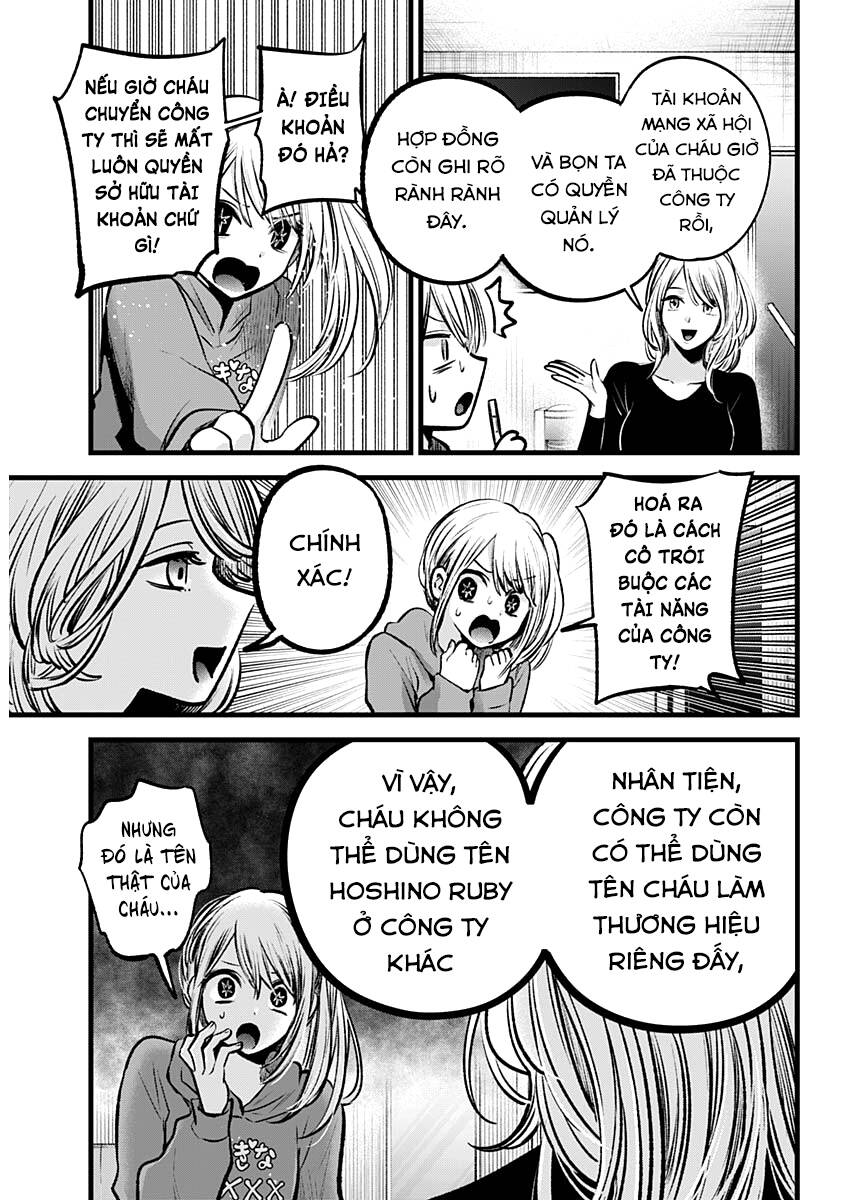 TÀI KHOẢN
MẠNG XÃ HỘI
CỦA CHÁU GIỜ
ĐÃ THUỘC
CÔNG TY
RỒI,
VÀ BỌN TA
CÓ QUYỀN
QUẢN LÝ
NÓ.
HỢP ĐỒNG
CÒN GHI RÕ
RÀNH RÀNH
ĐÂY.
À! ĐIỀU
KHOẢN
ĐÓ HẢ?
NẾU GIỜ CHÁU
CHUYỂN CÔNG
TY THÌ SẼ MẤT
LUÔN QUYỀN
SỞ HỮU TÀI
KHOẢN CHỨ
GÌ!
きな
HOÁ RA
ĐÓ LÀ CÁCH
CÔ TRÓI
BUỘC CÁC
TÀI NĂNG
CỦA CÔNG
TY!
CHÍNH
XÁC!
NHÂN TIỆN,
CÔNG TY CÒN
CÓ THỂ DÙNG
TÊN CHÁU LÀM
THƯƠNG HIỆU
RIÊNG ĐẤY,
VÌ VẬY,
CHÁU KHÔNG
THỂ DÙNG TÊN
HOSHINO RUBY
Ở CÔNG TY
KHÁC
NHƯNG
ĐÓ LÀ TÊN
THẬT CỦA
CHÁU...
きな
XXX